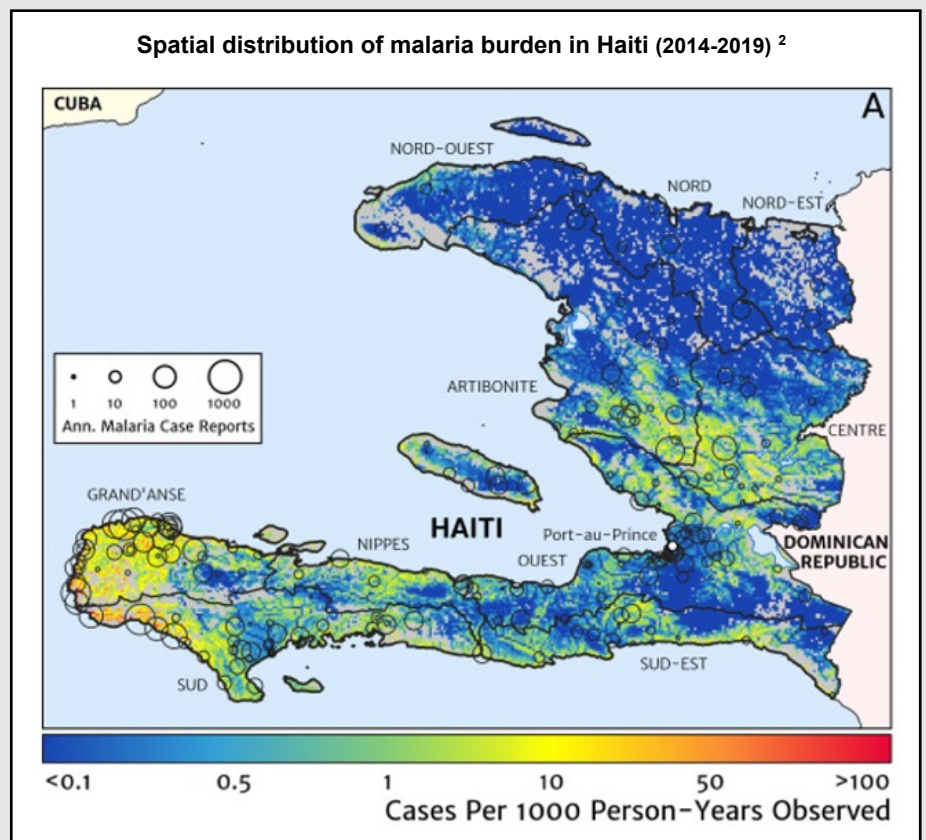 Spatial distribution of malaria burden in Haiti (2014-2019) 2
CUBA
A
NORD-OUEST
NORD
NORD-EST
1 10 100 1000
Ann. Malaria Case Reports
ARTIBONITE
CENTRE
GRAND'ANSE
HAITI
Port-au-Prince
NIPPES
OUEST
DOMINICAN
REPUBLIC
SUD-EST
SUD
<0.1 0.5 1 10 50 >100
Cases Per 1000 Person-Years Observed